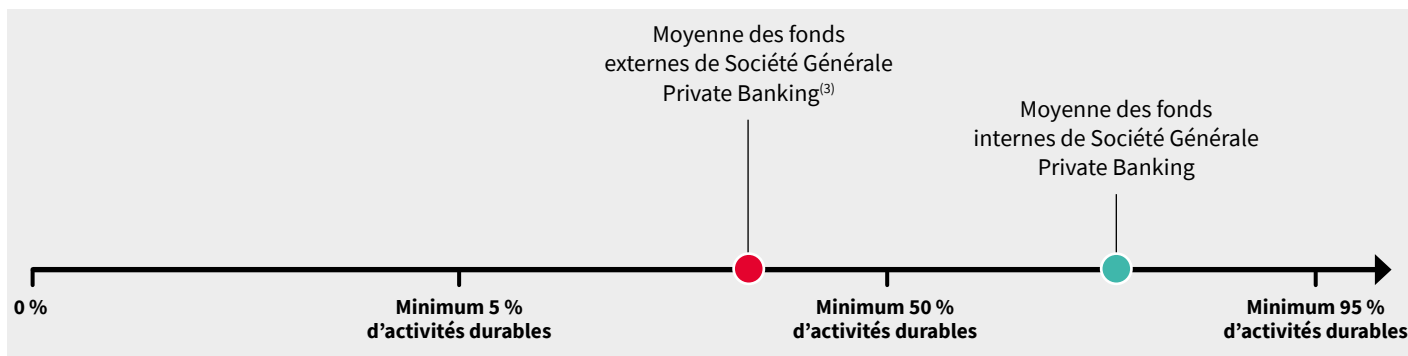 Moyenne des fonds
externes de Société Générale
Private Banking(3)
Moyenne des fonds
internes de Société Générale
Private Banking
0 %
Minimum 5 %
d'activités durables
Minimum 50 %
d'activités durables
Minimum 95 %
d'activités durables